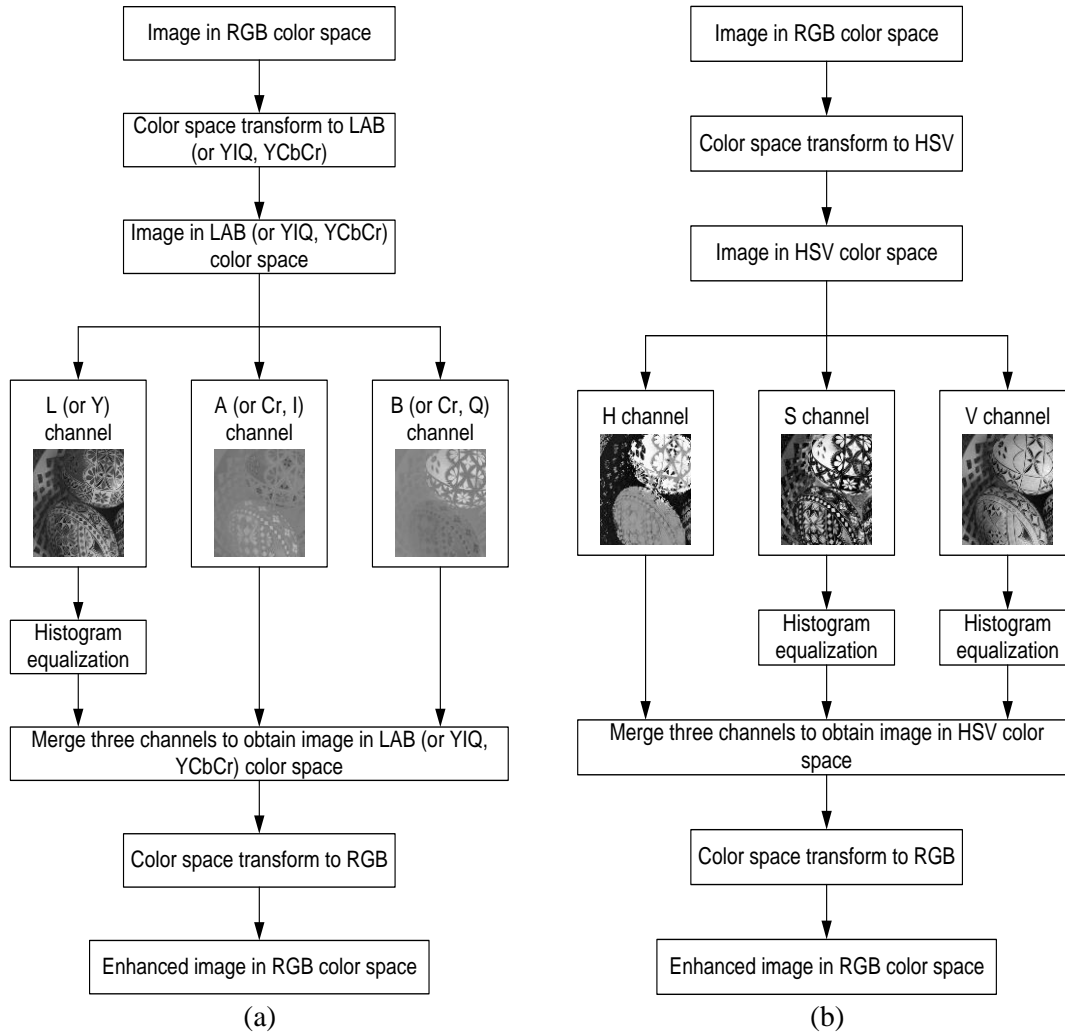 Image in RGB color space
Color space transform to LAB
(or YIQ, YCbCr)
Image in LAB (or YIQ, YCbCr)
color space
L (or Y)
channel
A (or Cr, I)
channel
B (or Cr, Q)
channel
Histogram
equalization
Merge three channels to obtain image in LAB (or YIQ,
YCbCr) color space
Color space transform to RGB
Enhanced image in RGB color space
(a)
Image in RGB color space
Color space transform to HSV
Image in HSV color space
H channel
S channel
V channel
Histogram
equalization
Histogram
equalization
Merge three channels to obtain image in HSV color
space
Color space transform to RGB
Enhanced image in RGB color space
(b)